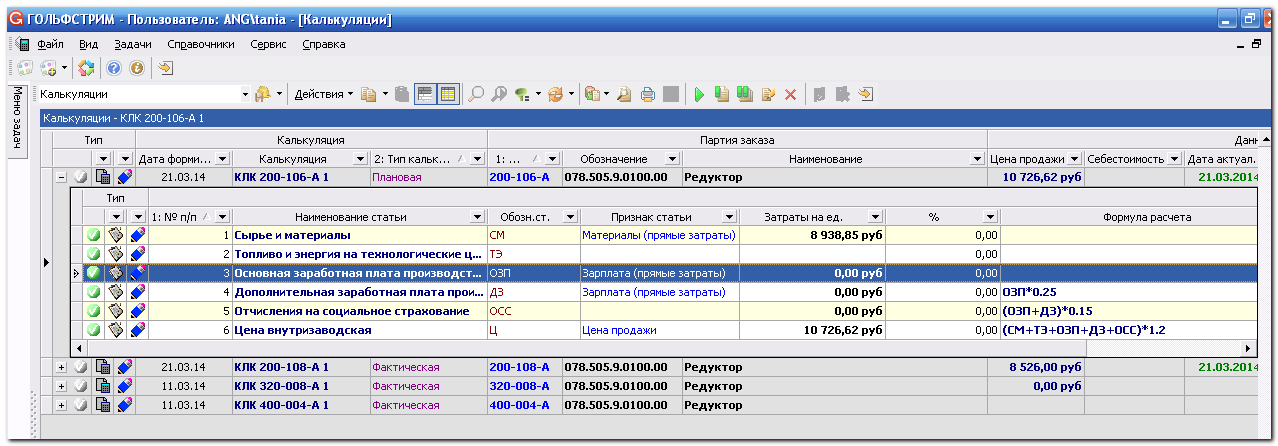 ГОЛЬФСТРИМ - Пользователь: ANG\tania - [Калькуляции]
Файл Вид Задачи Справочники Сервис Справка
Меню задач
Калькуляции Действия
Калькуляции - КЛК 200-106-А 1
Тип Калькуляция Партия заказа Данн
Дата форми... Калькуляция 2: Тип кальк... 1: ... Обозначение Наименование Цена продажи Себестоимость Дата актуал.
21.03.14 КЛК 200-106-А 1 Плановая 200-106-А 078.505.9.0100.00 Редуктор 10 726,62 руб 21.03.2014
Тип
1: № п/п Наименование статьи Обозн.ст. Признак статьи Затраты на ед. % Формула расчета
1 Сырье и материалы СМ Материалы (прямые затраты) 8 938,85 руб 0,00
2 Топливо и энергия на технологические ц... ТЭ 0,00
3 Основная заработная плата производст... ОЗП Зарплата (прямые затраты) 0,00 руб 0,00
4 Дополнительная заработная плата прои... ДЗ Зарплата (прямые затраты) 0,00 руб 0,00 ОЗП*0.25
5 Отчисления на социальное страхование ОСС 0,00 руб 0,00 (ОЗП+ДЗ)*0.15
6 Цена внутризаводская Ц Цена продажи 10 726,62 руб 0,00 (СМ+ТЭ+ОЗП+ДЗ+ОСС)*1.2
21.03.14 КЛК 200-108-А 1 Фактическая 200-108-А 078.505.9.0100.00 Редуктор 8 526,00 руб 21.03.2014
11.03.14 КЛК 320-008-А 1 Фактическая 320-008-А 078.505.9.0100.00 Редуктор 0,00 руб
11.03.14 КЛК 400-004-А 1 Фактическая 400-004-А 078.505.9.0100.00 Редуктор